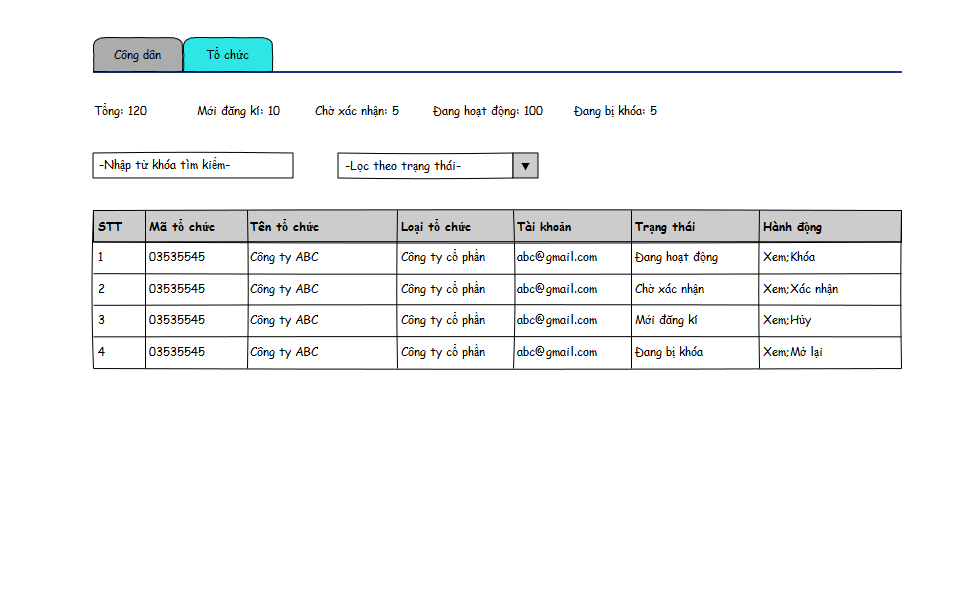 Công dân Tổ chức
Tổng: 120 Mới đăng kí: 10 Chờ xác nhận: 5 Đang hoạt động: 100 Đang bị khóa: 5
-Nhập từ khóa tìm kiếm- -Lọc theo trạng thái-
STT Mã tổ chức Tên tổ chức Loại tổ chức Tài khoản Trạng thái Hành động
1 03535545 Công ty ABC Công ty cổ phần abc@gmail.com Đang hoạt động Xem;Khóa
2 03535545 Công ty ABC Công ty cổ phần abc@gmail.com Chờ xác nhận Xem;Xác nhận
3 03535545 Công ty ABC Công ty cổ phần abc@gmail.com Mới đăng kí Xem;Hủy
4 03535545 Công ty ABC Công ty cổ phần abc@gmail.com Đang bị khóa Xem;Mở lại